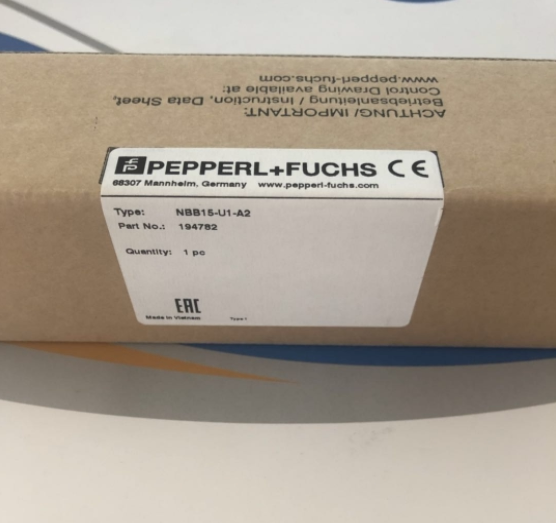 ACHTUNG/ IMPORTANT:
Betriebsanleitung / Instruction, Data Sheet,
Control Drawing available at:
www.pepperl-fuchs.com
PEPPERL+FUCHS CE
68307 Mannheim, Germany www.pepperl-fuchs.com
Type: NBB15-U1-A2
Part No.: 194782
Quantity: 1 pc
EAC
Made in Vietnam Type 1